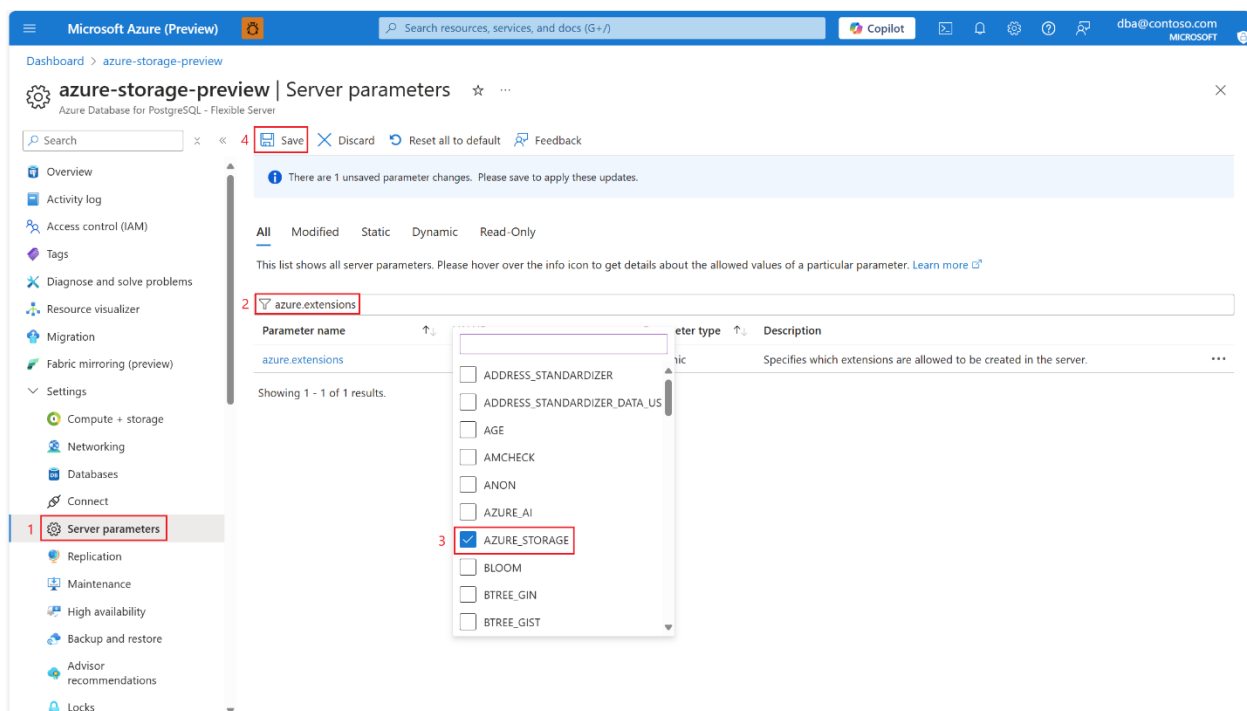 Microsoft Azure (Preview)
Search resources, services, and docs (G+/)
Copilot
dba@contoso.com
MICROSOFT
Dashboard > azure-storage-preview
azure-storage-preview | Server parameters
Azure Database for PostgreSQL - Flexible Server
Search
4 Save Discard Reset all to default Feedback
There are 1 unsaved parameter changes. Please save to apply these updates.
Overview
Activity log
Access control (IAM)
Tags
Diagnose and solve problems
Resource visualizer
Migration
Fabric mirroring (preview)
Settings
Compute + storage
Networking
Databases
Connect
1 Server parameters
Replication
Maintenance
High availability
Backup and restore
Advisor
recommendations
Locks
All Modified Static Dynamic Read-Only
This list shows all server parameters. Please hover over the info icon to get details about the allowed values of a particular parameter. Learn more
2 azure.extensions
Parameter name eter type Description
azure.extensions nic Specifies which extensions are allowed to be created in the server.
Showing 1 - 1 of 1 results.
ADDRESS_STANDARDIZER
ADDRESS_STANDARDIZER_DATA_US
AGE
AMCHECK
ANON
AZURE_AI
3 AZURE_STORAGE
BLOOM
BTREE_GIN
BTREE_GIST